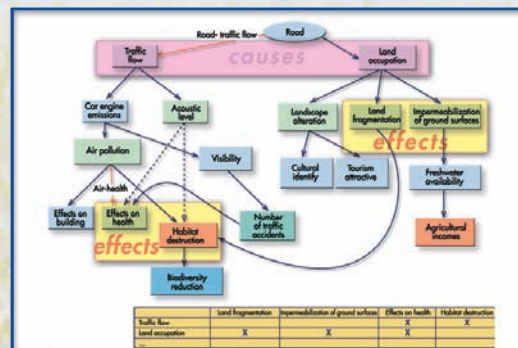 Road- traffic flow
Road
causes
Traffic
flow
Land
occupation
Car engine
emissions
Acoustic
level
Landscape
alteration
Land
fragmentation
Impermeabilization
of ground surfaces
effects
Air pollution
Visibility
Cultural
identity
Tourism
attractive
Freshwater
availability
Air-health
Effects on
building
Effects on
health
Habitat
destruction
effects
Number of traffic
accidents
Agricultural
incomes
Biodiversity
reduction
Land fragmentation Impermeabilization of ground surfaces Effects on health Habitat destruction
Traffic flow X X
Land occupation X X X
...